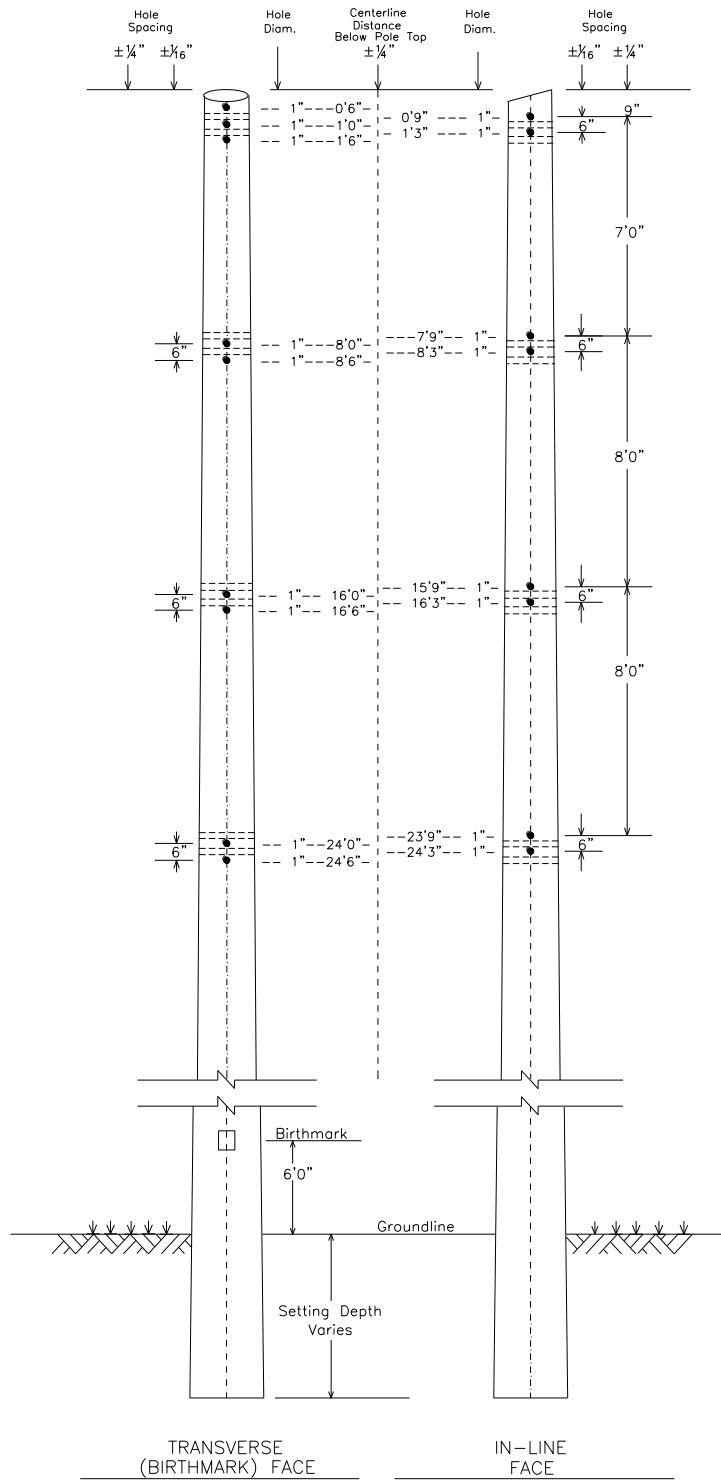 Hole
Spacing
±¼" ±1⁄16"
Hole
Diam.
Centerline
Distance
Below Pole Top
±¼"
Hole
Diam.
Hole
Spacing
±1⁄16" ±¼"
1" 0'6"
0'9" 1"
9"
1" 1'0"
6"
1'3" 1"
1" 1'6"
7'0"
7'9" 1"
6" 1" 8'0"
8'3" 1" 6"
1" 8'6"
8'0"
15'9" 1"
6" 1" 16'0"
16'3" 1" 6"
1" 16'6"
8'0"
23'9" 1"
6" 1" 24'0"
24'3" 1" 6"
1" 24'6"
Birthmark
6'0"
Groundline
Setting Depth
Varies
TRANSVERSE
(BIRTHMARK) FACE
IN-LINE
FACE